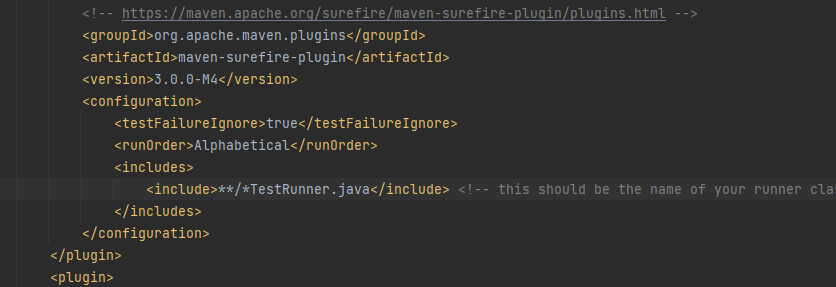 <!-- https://maven.apache.org/surefire/maven-surefire-plugin/plugins.html -->
<groupId>org.apache.maven.plugins</groupId>
<artifactId>maven-surefire-plugin</artifactId>
<version>3.0.0-M4</version>
<configuration>
<testFailureIgnore>true</testFailureIgnore>
<runOrder>Alphabetical</runOrder>
<includes>
<include>**/*TestRunner.java</include> <!-- this should be the name of your runner clas
</includes>
</configuration>
</plugin>
<plugin>